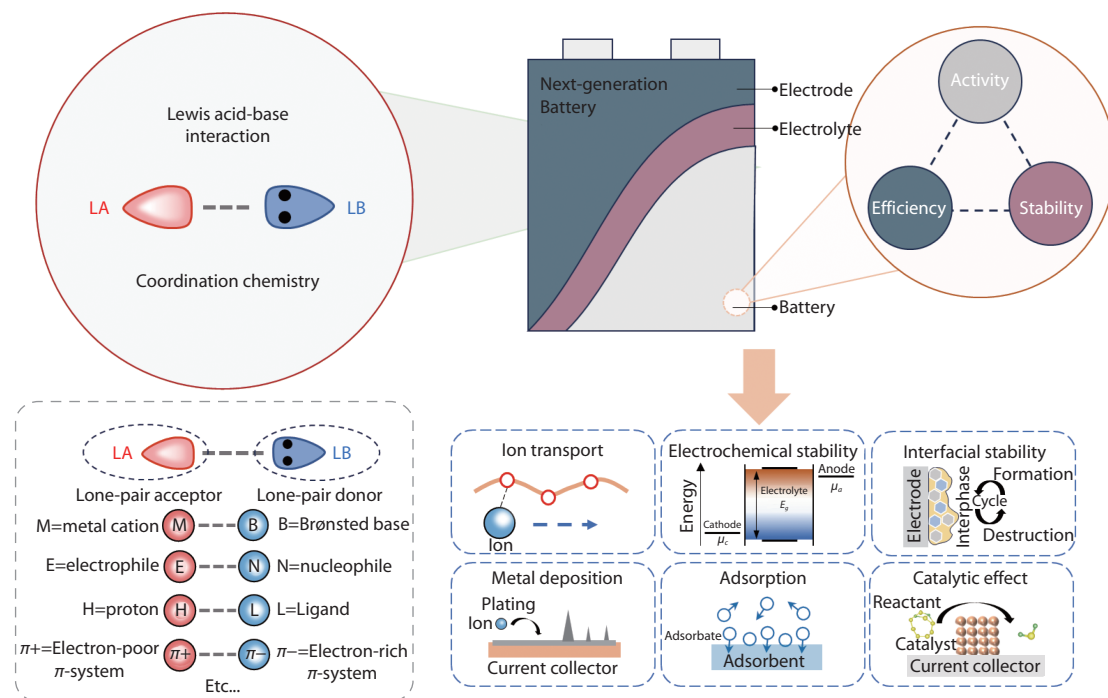 Lewis acid-base
interaction
LA
LB
Coordination chemistry
Next-generation
Battery
Electrode
Electrolyte
Battery
Activity
Efficiency
Stability
LA
LB
Lone-pair acceptor
Lone-pair donor
M=metal cation
M
B
B=Brønsted base
E=electrophile
E
N
N=nucleophile
H=proton
H
L
L=Ligand
π+=Electron-poor
π-system
π+
π−
π−=Electron-rich
π-system
Etc...
Ion transport
Ion
Electrochemical stability
Energy
Cathode
μc
Electrolyte
Eg
Anode
μa
Interfacial stability
Electrode
Interphase
Formation
Cycle
Destruction
Metal deposition
Plating
Ion
Current collector
Adsorption
Adsorbate
Adsorbent
Catalytic effect
Reactant
Catalyst
Current collector